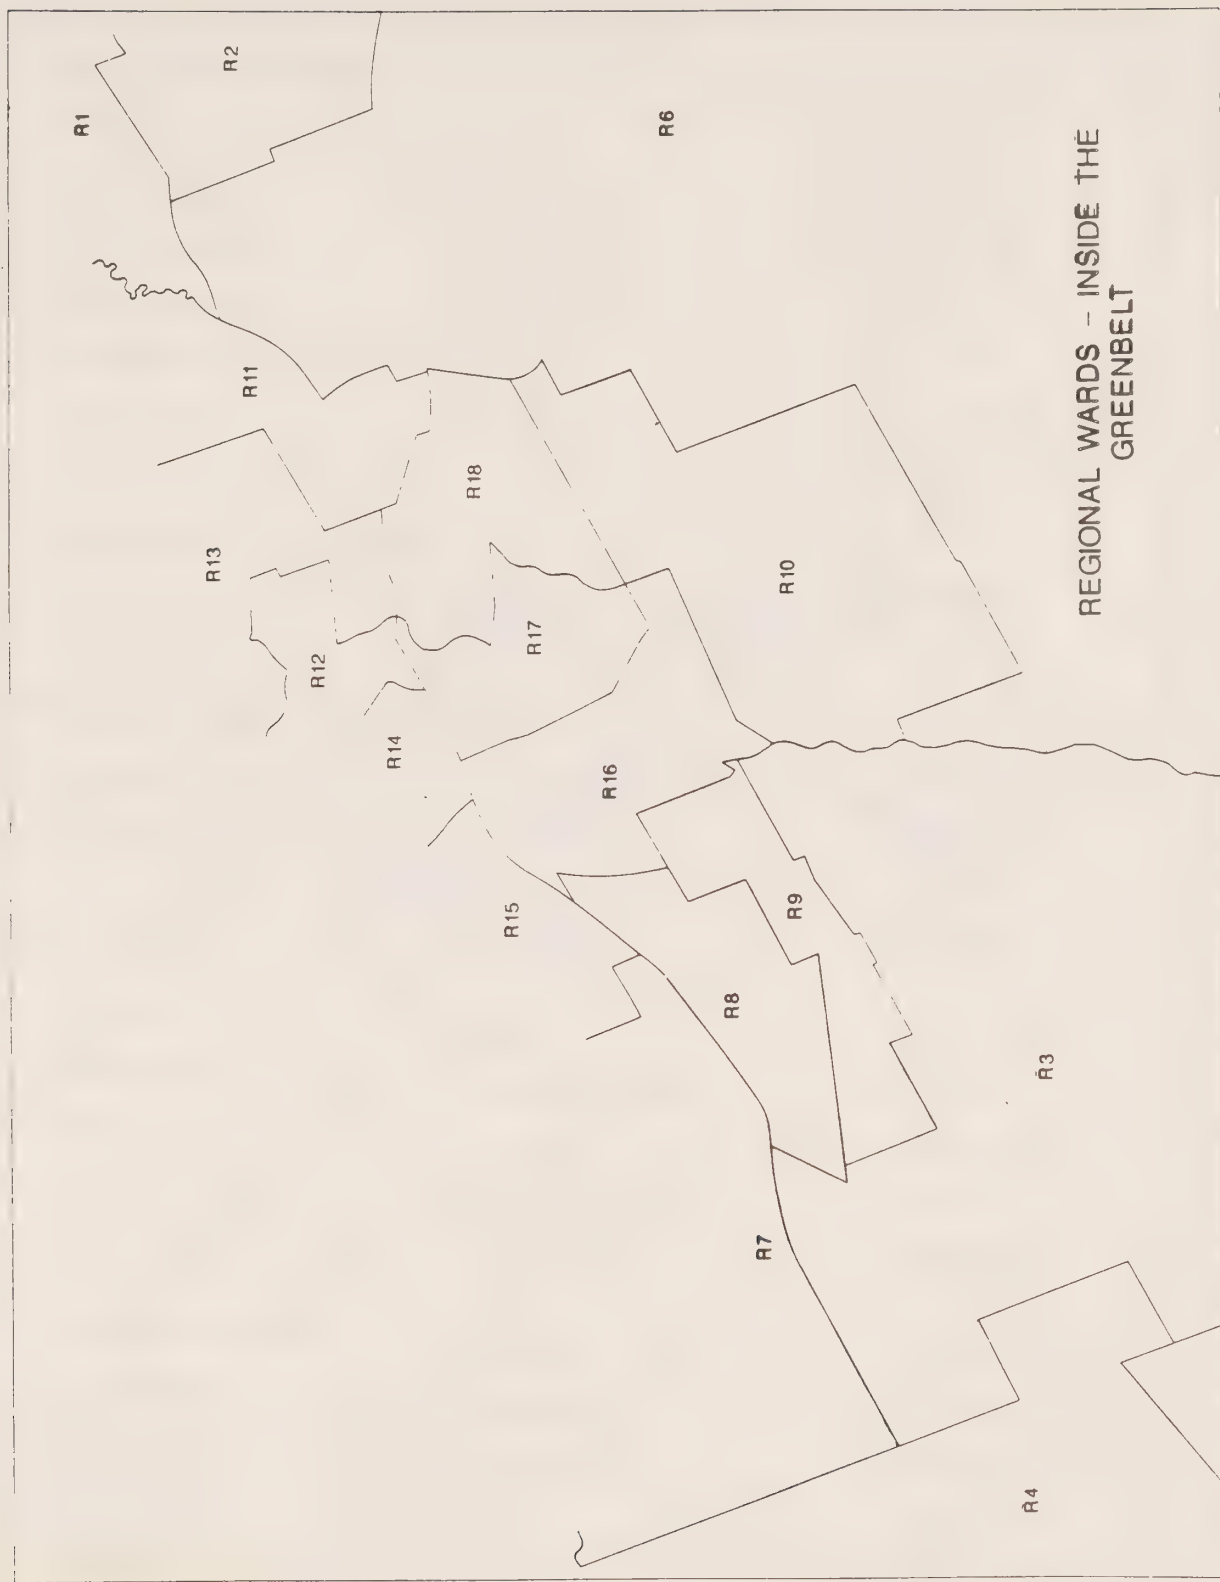 R1
R2
R6
R11
R13
R18
R12
R17
R10
R14
R16
R15
R9
R8
R3
R7
R4
REGIONAL WARDS – INSIDE THE
GREENBELT